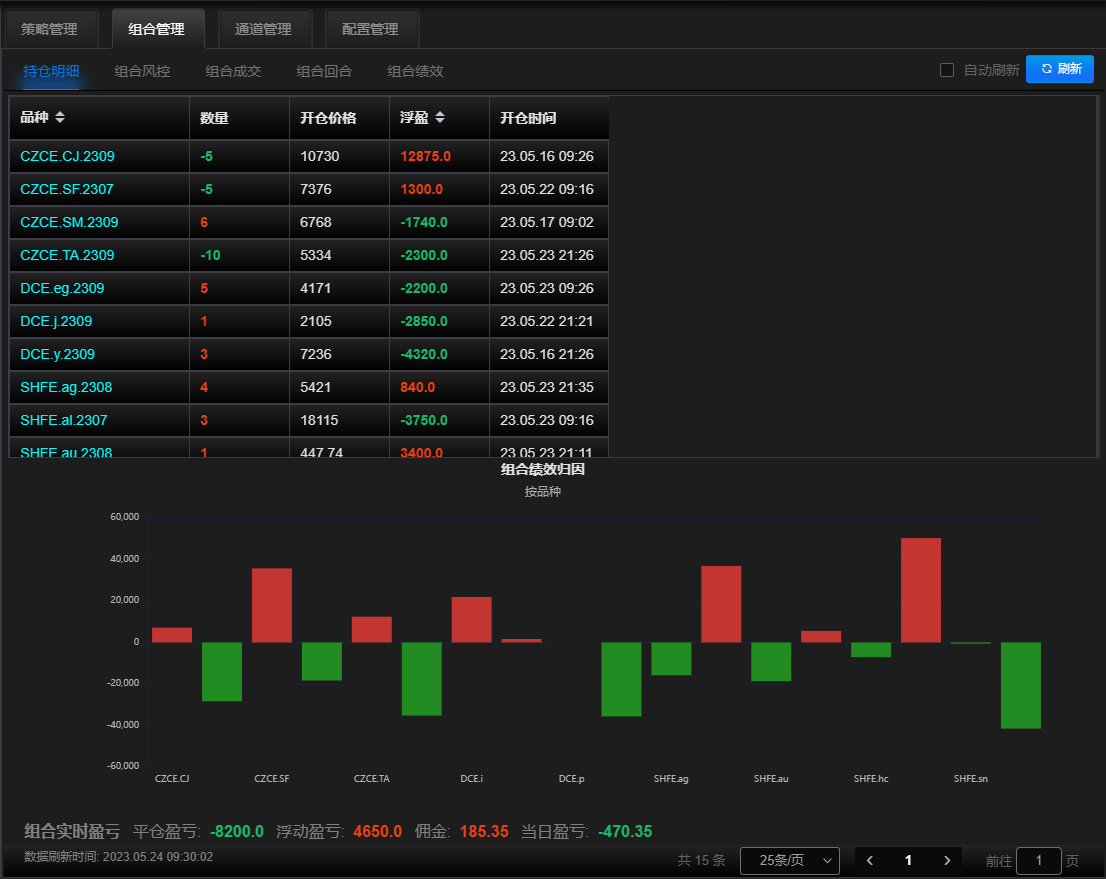 策略管理 组合管理 通道管理 配置管理
持仓明细 组合风控 组合成交 组合回合 组合绩效 自动刷新 刷新
品种 数量 开仓价格 浮盈 开仓时间
CZCE.CJ.2309 -5 10730 12875.0 23.05.16 09:26
CZCE.SF.2307 -5 7376 1300.0 23.05.22 09:16
CZCE.SM.2309 6 6768 -1740.0 23.05.17 09:02
CZCE.TA.2309 -10 5334 -2300.0 23.05.23 21:26
DCE.eg.2309 5 4171 -2200.0 23.05.23 09:26
DCE.j.2309 1 2105 -2850.0 23.05.22 21:21
DCE.y.2309 3 7236 -4320.0 23.05.16 21:26
SHFE.ag.2308 4 5421 840.0 23.05.23 21:35
SHFE.al.2307 3 18115 -3750.0 23.05.23 09:16
SHFE.au.2308 1 447.74 3400.0 23.05.23 21:11
组合绩效归因
按品种
60,000
40,000
20,000
0
-20,000
-40,000
-60,000
CZCE.CJ CZCE.SF CZCE.TA DCE.i DCE.p SHFE.ag SHFE.au SHFE.hc SHFE.sn
组合实时盈亏 平仓盈亏: -8200.0 浮动盈亏: 4650.0 佣金: 185.35 当日盈亏: -470.35
数据刷新时间: 2023.05.24 09:30:02
共 15 条 25条/页 1 前往 1 页